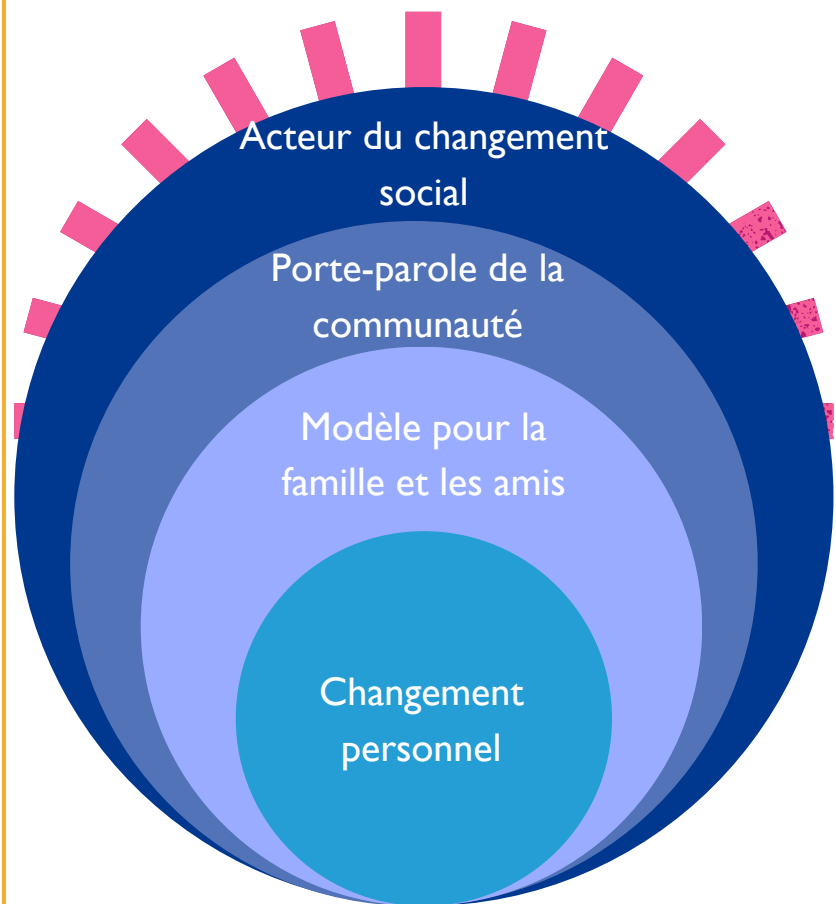 Acteur du changement
social
Porte-parole de la
communauté
Modèle pour la
famille et les amis
Changement
personnel